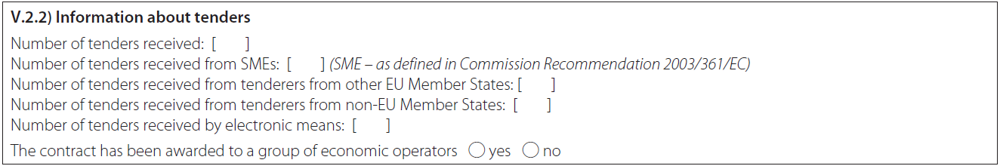 V.2.2) Information about tenders
Number of tenders received: [ ]
Number of tenders received from SMEs: [ ] (SME – as defined in Commission Recommendation 2003/361/EC)
Number of tenders received from tenderers from other EU Member States: [ ]
Number of tenders received from tenderers from non-EU Member States: [ ]
Number of tenders received by electronic means: [ ]
The contract has been awarded to a group of economic operators ○ yes ○ no